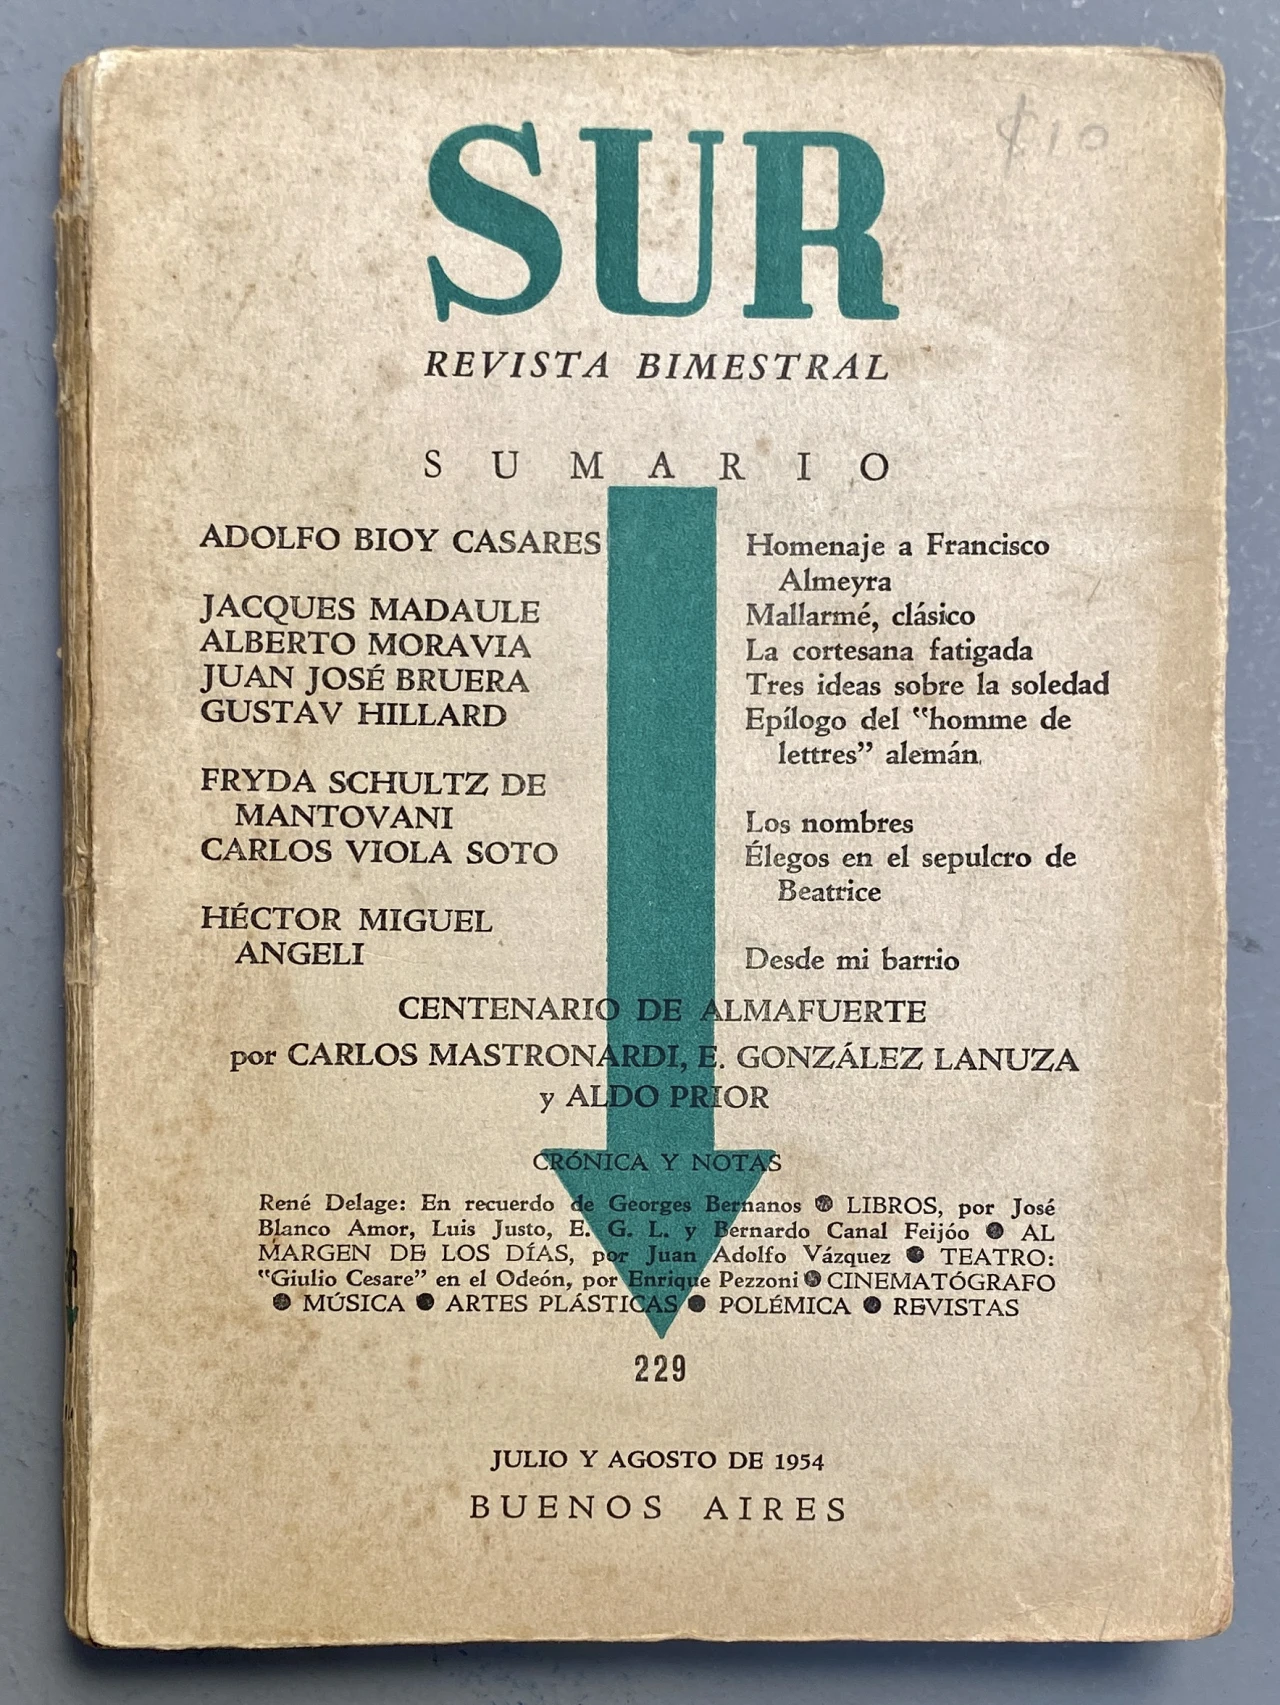 $10
SUR
REVISTA BIMESTRAL
SUMARIO
ADOLFO BIOY CASARES Homenaje a Francisco
Almeyra
JACQUES MADAULE Mallarmé, clásico
ALBERTO MORAVIA La cortesana fatigada
JUAN JOSÉ BRUERA Tres ideas sobre la soledad
GUSTAV HILLARD Epílogo del "homme de
lettres" alemán
FRYDA SCHULTZ DE
MANTOVANI Los nombres
CARLOS VIOLA SOTO Élegos en el sepulcro de
Beatrice
HÉCTOR MIGUEL
ANGELI Desde mi barrio
CENTENARIO DE ALMAFUERTE
por CARLOS MASTRONARDI, E. GONZÁLEZ LANUZA
y ALDO PRIOR
CRÓNICA Y NOTAS
René Delage: En recuerdo de Georges Bernanos ● LIBROS, por José
Blanco Amor, Luis Justo, E. G. L. y Bernardo Canal Feijóo ● AL
MARGEN DE LOS DÍAS, por Juan Adolfo Vázquez ● TEATRO:
"Giulio Cesare" en el Odeón, por Enrique Pezzoni ● CINEMATÓGRAFO
● MÚSICA ● ARTES PLÁSTICAS ● POLÉMICA ● REVISTAS
229
JULIO Y AGOSTO DE 1954
BUENOS AIRES